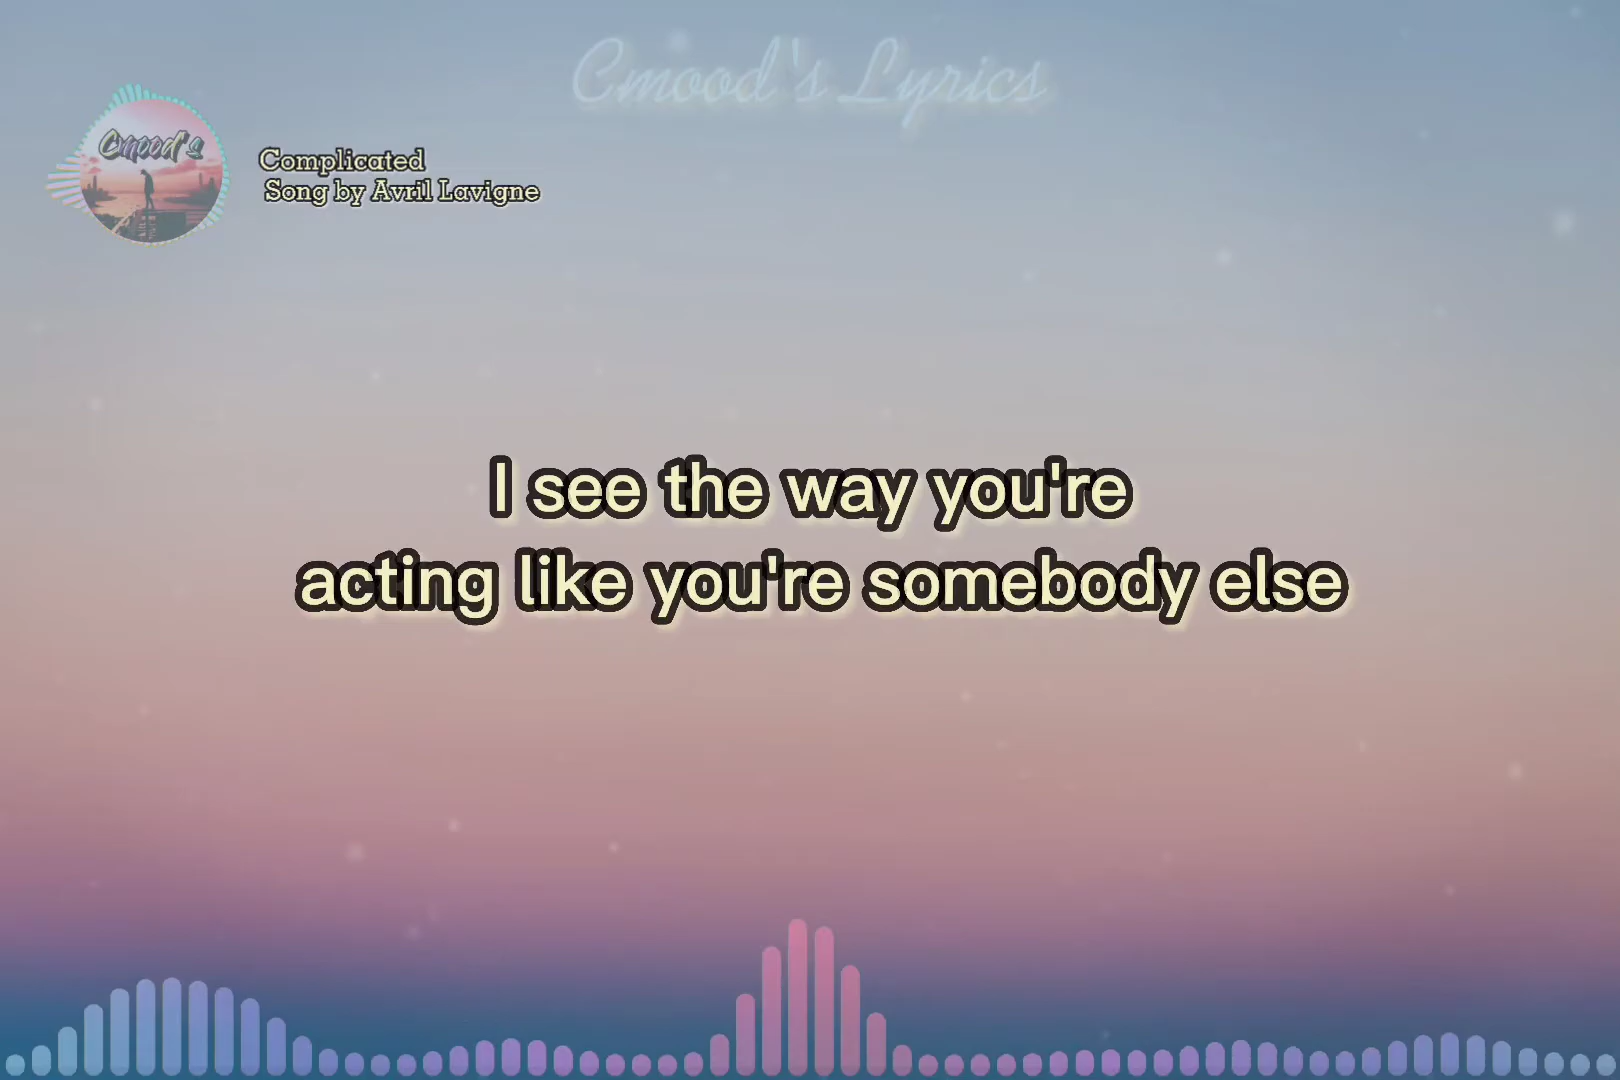 Cmood's Lyrics
Cmood's
Complicated
Song by Avril Lavigne
I see the way you're
acting like you're somebody else